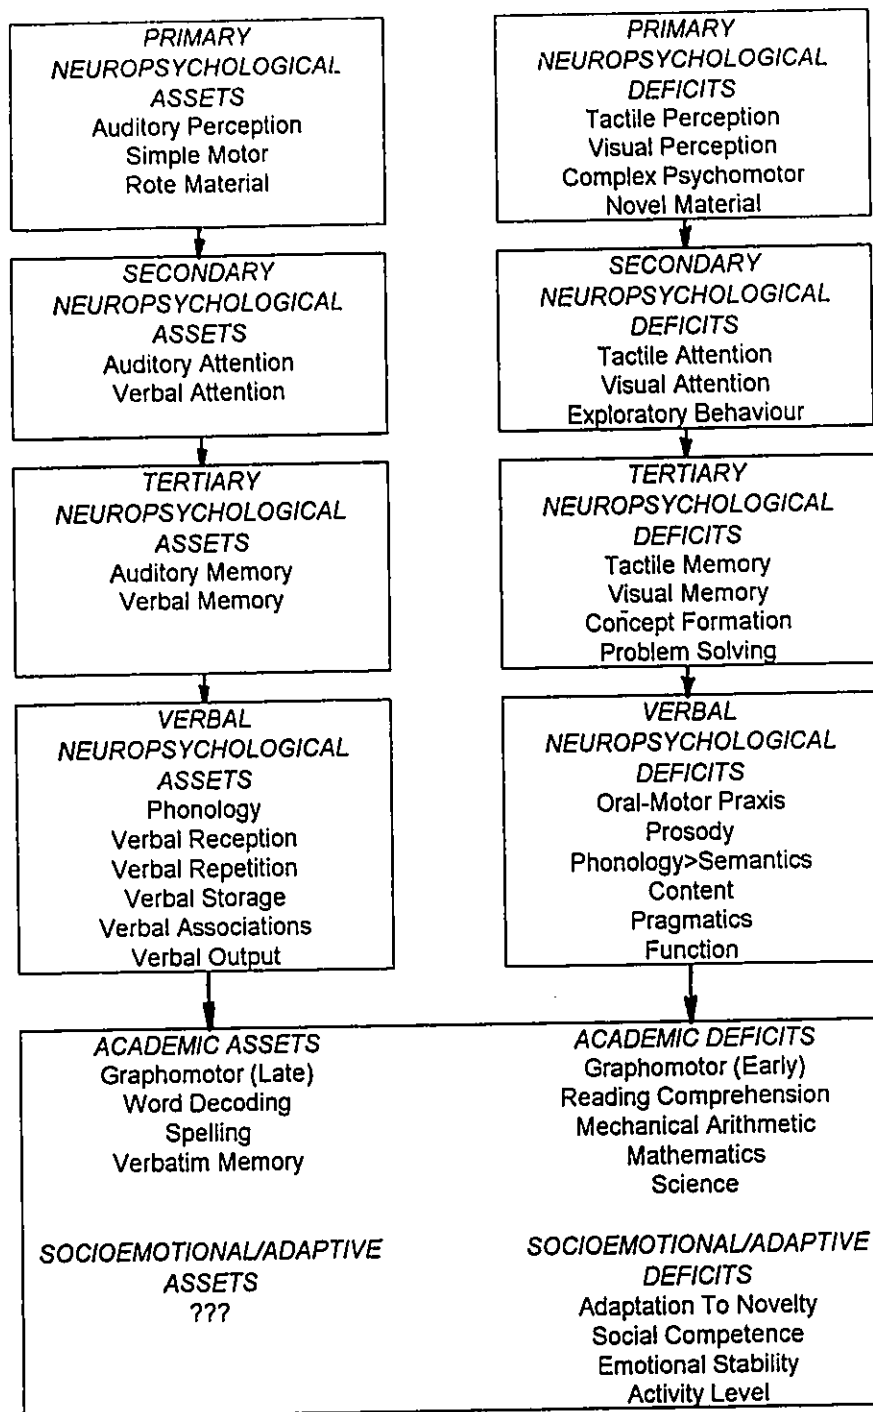 PRIMARY
NEUROPSYCHOLOGICAL
ASSETS
Auditory Perception
Simple Motor
Rote Material
PRIMARY
NEUROPSYCHOLOGICAL
DEFICITS
Tactile Perception
Visual Perception
Complex Psychomotor
Novel Material
SECONDARY
NEUROPSYCHOLOGICAL
ASSETS
Auditory Attention
Verbal Attention
SECONDARY
NEUROPSYCHOLOGICAL
DEFICITS
Tactile Attention
Visual Attention
Exploratory Behaviour
TERTIARY
NEUROPSYCHOLOGICAL
ASSETS
Auditory Memory
Verbal Memory
TERTIARY
NEUROPSYCHOLOGICAL
DEFICITS
Tactile Memory
Visual Memory
Concept Formation
Problem Solving
VERBAL
NEUROPSYCHOLOGICAL
ASSETS
Phonology
Verbal Reception
Verbal Repetition
Verbal Storage
Verbal Associations
Verbal Output
VERBAL
NEUROPSYCHOLOGICAL
DEFICITS
Oral-Motor Praxis
Prosody
Phonology>Semantics
Content
Pragmatics
Function
ACADEMIC ASSETS
Graphomotor (Late)
Word Decoding
Spelling
Verbatim Memory
ACADEMIC DEFICITS
Graphomotor (Early)
Reading Comprehension
Mechanical Arithmetic
Mathematics
Science
SOCIOEMOTIONAL/ADAPTIVE
ASSETS
???
SOCIOEMOTIONAL/ADAPTIVE
DEFICITS
Adaptation To Novelty
Social Competence
Emotional Stability
Activity Level